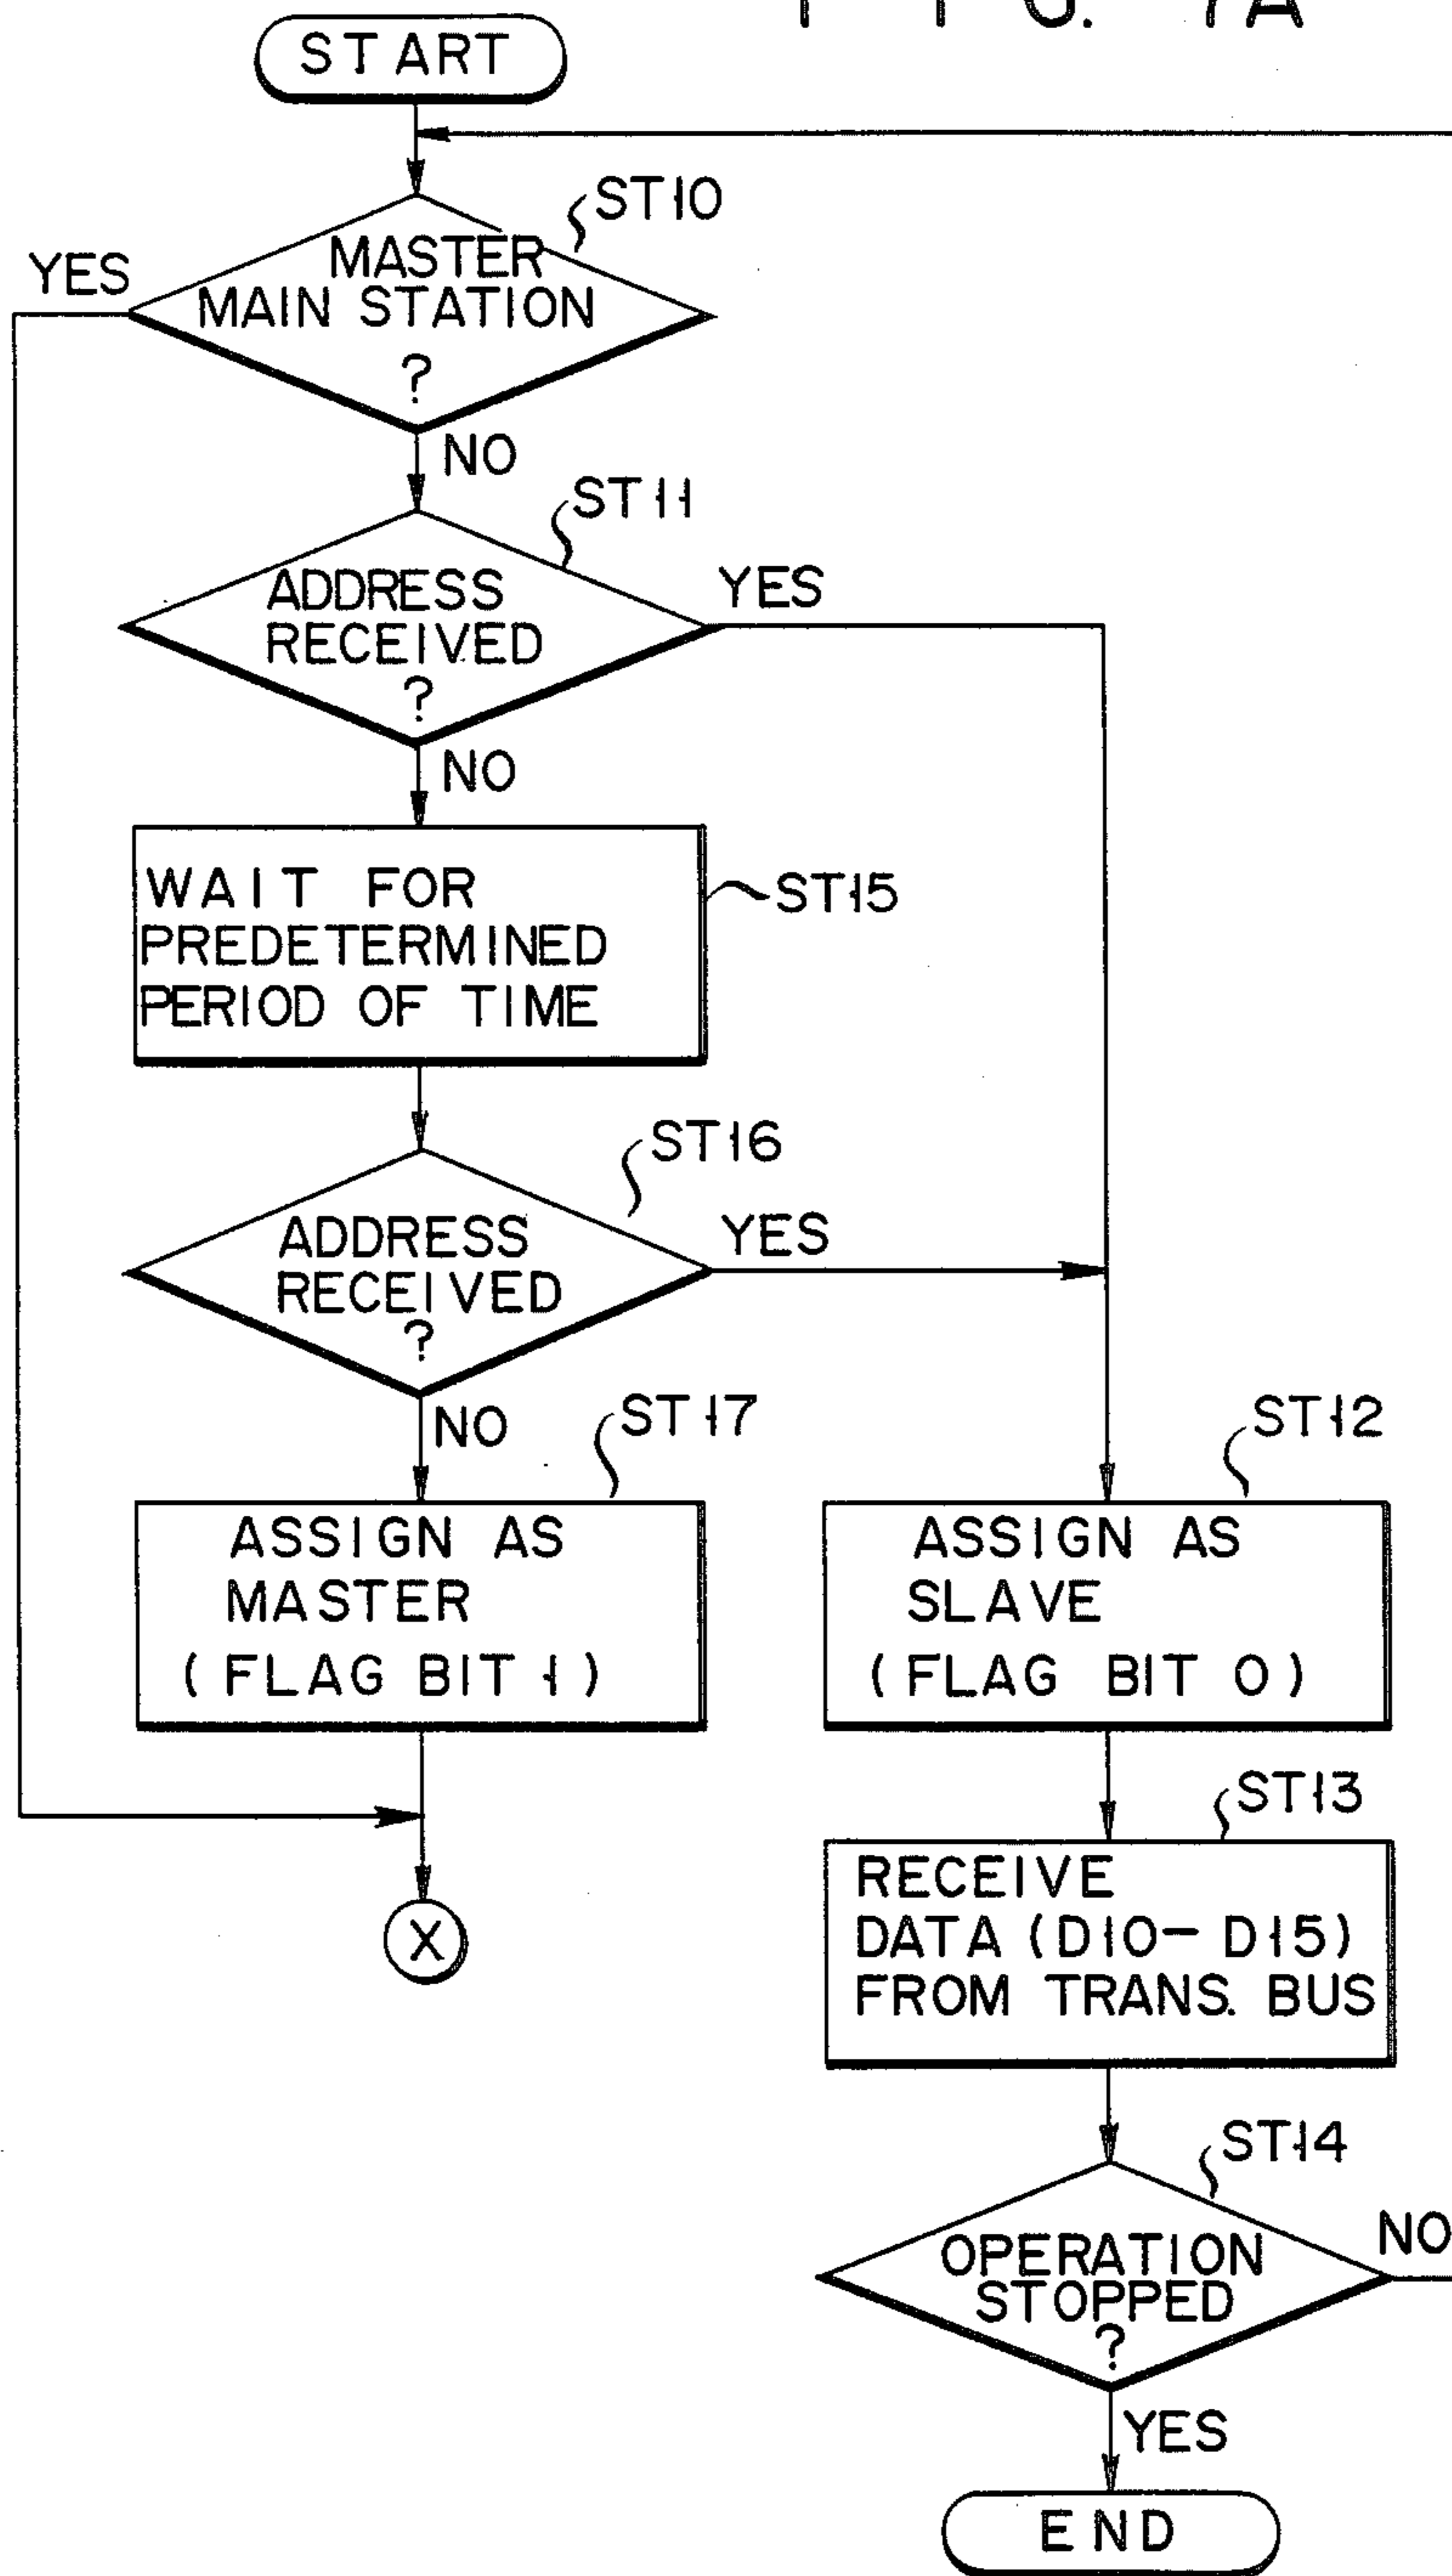 START
ST10
YES
MASTER
MAIN STATION
?
NO
ST11
ADDRESS
RECEIVED
?
YES
NO
WAIT FOR
PREDETERMINED
PERIOD OF TIME
ST15
ST16
ADDRESS
RECEIVED
?
YES
NO
ST17
ASSIGN AS
MASTER
(FLAG BIT 1)
X
ST12
ASSIGN AS
SLAVE
(FLAG BIT 0)
ST13
RECEIVE
DATA (D10-D15)
FROM TRANS. BUS
ST14
OPERATION
STOPPED
?
NO
YES
END